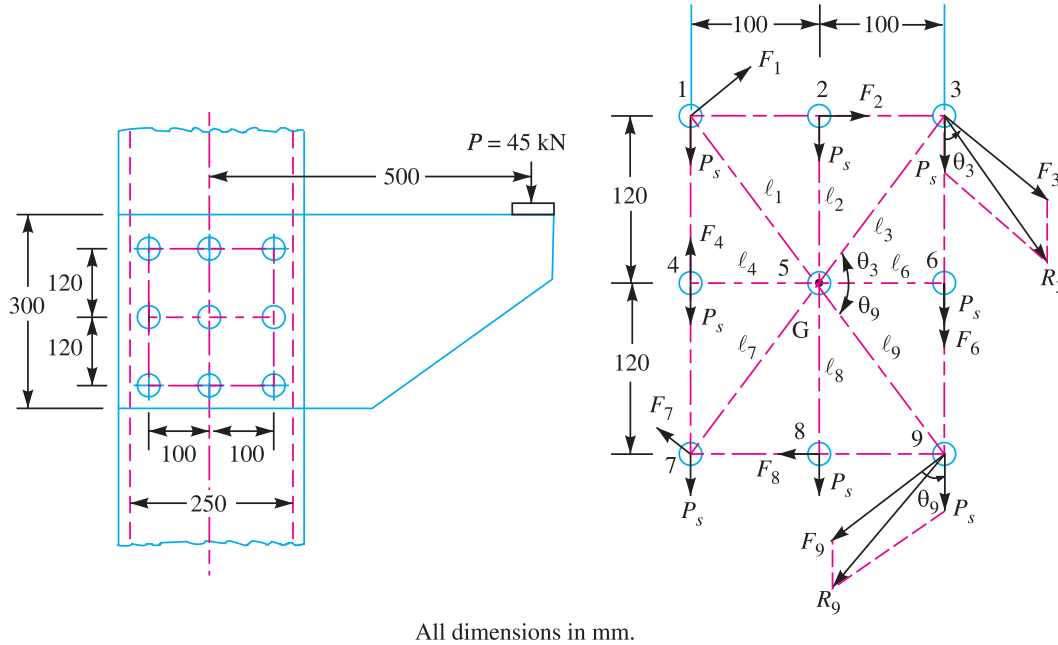 P = 45 kN
500
300
120
120
100 100
250
100 100
1 F1 2 F2 3
Ps Ps Ps θ3 F3
120 ℓ1 ℓ2 ℓ3
F4 R3
4 ℓ4 5 θ3 ℓ6 6
Ps G θ9 Ps
F6
120 ℓ7 ℓ8 ℓ9
F7 8 9
7 F8
Ps Ps θ9 Ps
F9
R9
All dimensions in mm.